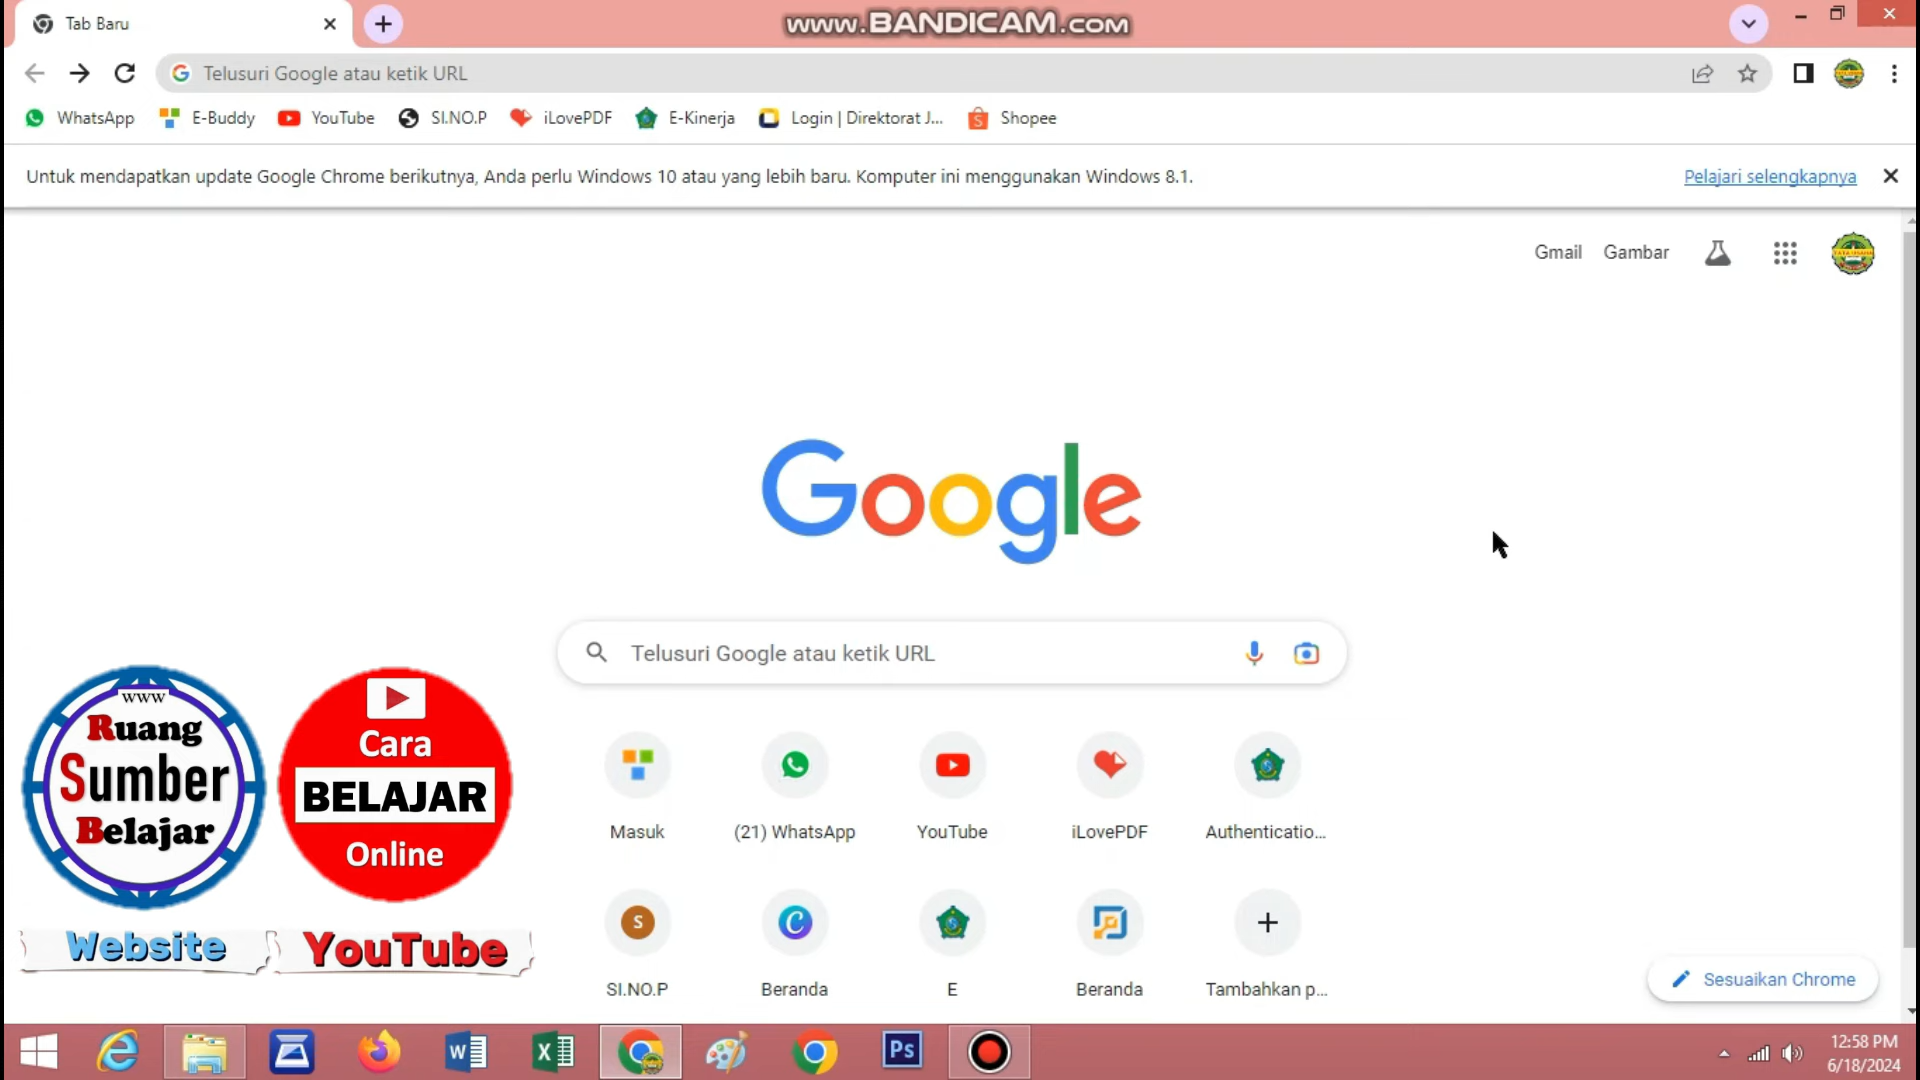 Tab Baru
www.BANDICAM.com
Telusuri Google atau ketik URL
WhatsApp
E-Buddy
YouTube
SI.NO.P
iLovePDF
E-Kinerja
Login | Direktorat J...
Shopee
Untuk mendapatkan update Google Chrome berikutnya, Anda perlu Windows 10 atau yang lebih baru. Komputer ini menggunakan Windows 8.1.
Pelajari selengkapnya
Gmail
Gambar
Google
Telusuri Google atau ketik URL
Masuk
(21) WhatsApp
YouTube
iLovePDF
Authenticatio...
S
SI.NO.P
Beranda
E
Beranda
Tambahkan p...
Sesuaikan Chrome
www
Ruang
Sumber
Belajar
Website
Cara
BELAJAR
Online
YouTube
Ps
12:58 PM
6/18/2024